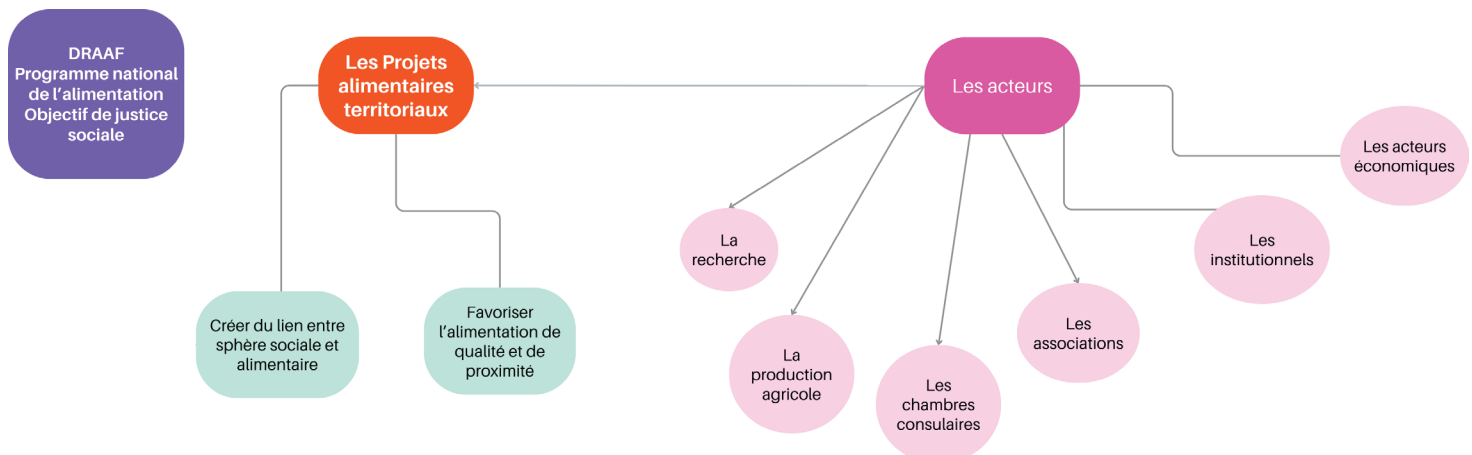 DRAAF
Programme national
de l’alimentation
Objectif de justice
sociale
Les Projets
alimentaires
territoriaux
Les acteurs
Les acteurs
économiques
La
recherche
Les
institutionnels
Créer du lien entre
sphère sociale et
alimentaire
Favoriser
l’alimentation de
qualité et de
proximité
La
production
agricole
Les
chambres
consulaires
Les
associations